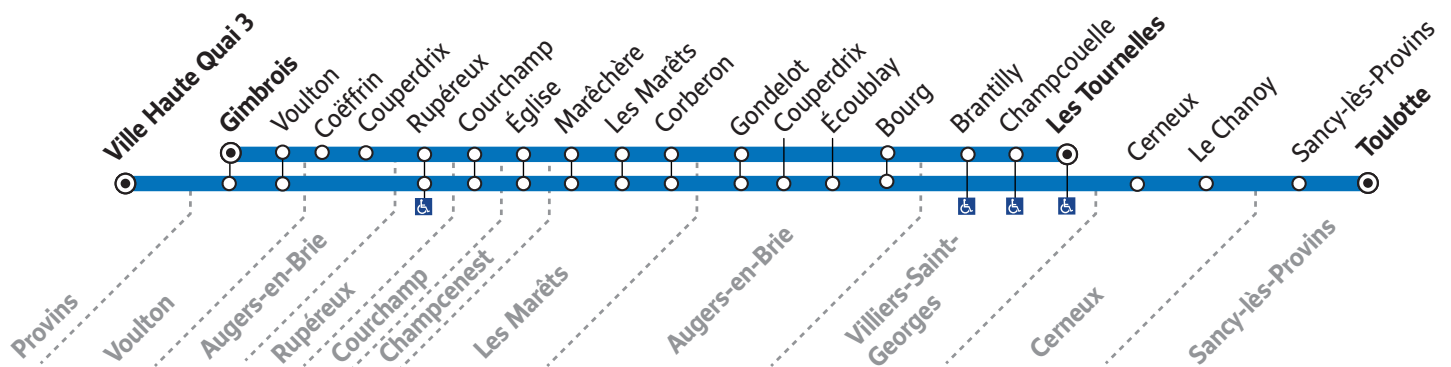 Ville Haute Quai 3
Gimbrois
Voulton
Coëffrin
Couperdrix
Rupéreux
Courchamp
Église
Marêchère
Les Marêts
Corberon
Gondelot
Couperdrix
Écoublay
Bourg
Brantilly
Champcouelle
Les Tournelles
Cerneux
Le Chanoy
Sancy-lès-Provins
Toulotte
Provins
Voulton
Augers-en-Brie
Rupéreux
Courchamp
Champcenest
Les Marêts
Augers-en-Brie
Villiers-Saint-
Georges
Cerneux
Sancy-lès-Provins